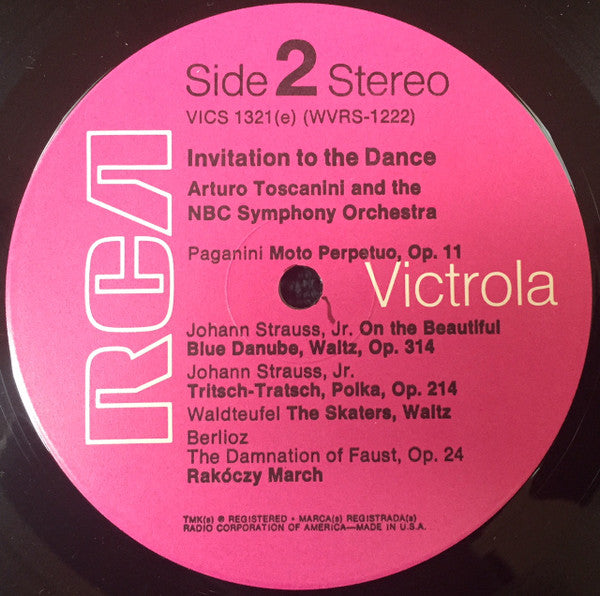 Side 2 Stereo
VICS 1321(e) (WVRS-1222)
Invitation to the Dance
Arturo Toscanini and the
NBC Symphony Orchestra
Paganini Moto Perpetuo, Op. 11
RCA
Victrola
Johann Strauss, Jr. On the Beautiful
Blue Danube, Waltz, Op. 314
Johann Strauss, Jr.
Tritsch-Tratsch, Polka, Op. 214
Waldteufel The Skaters, Waltz
Berlioz
The Damnation of Faust, Op. 24
Rakóczy March
TMK(s) ® REGISTERED • MARCA(s) REGISTRADA(s)
RADIO CORPORATION OF AMERICA—MADE IN U.S.A.